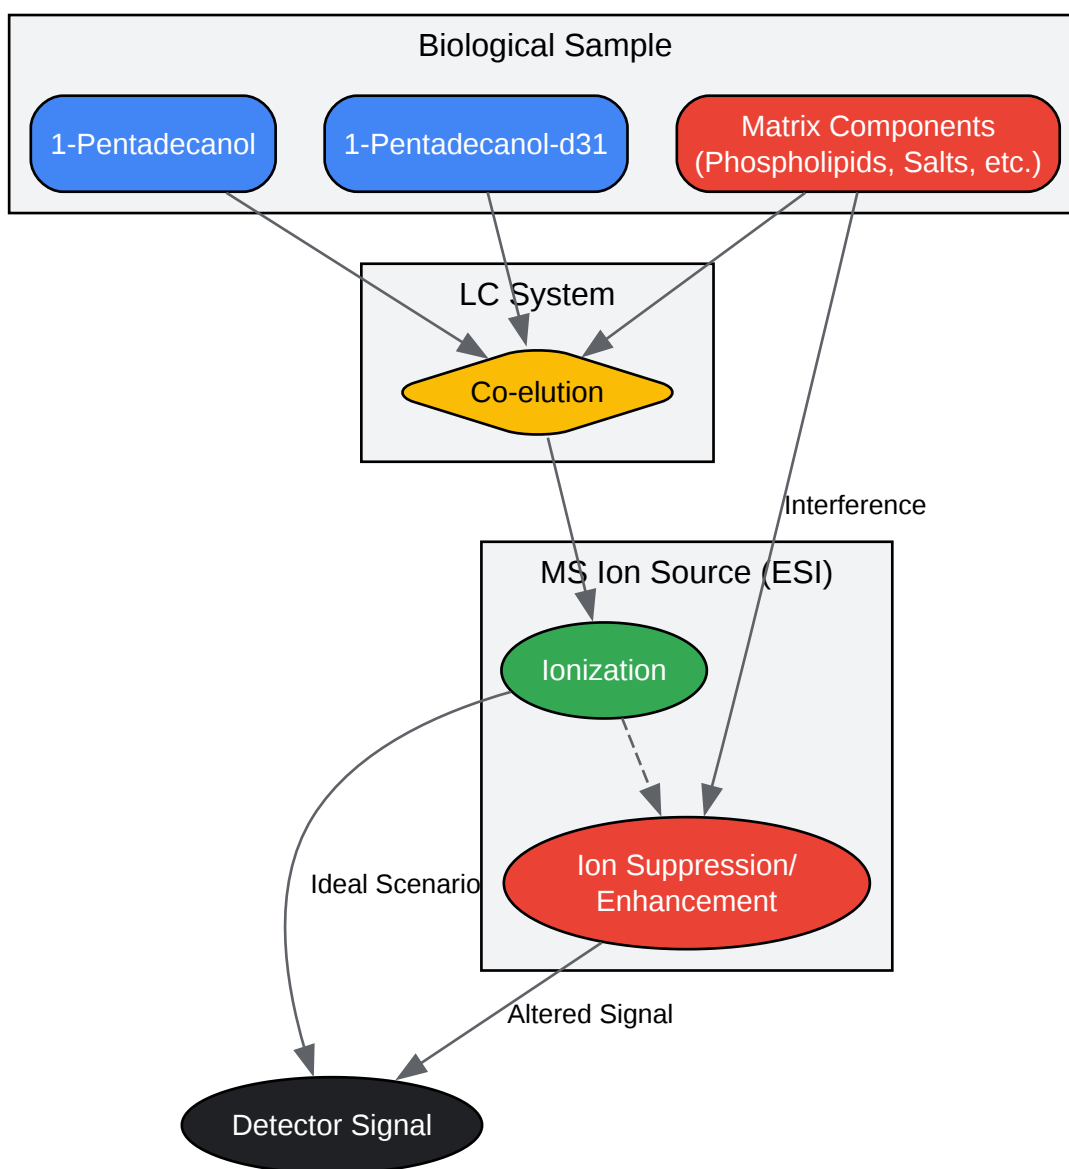 Biological Sample
1-Pentadecanol
1-Pentadecanol-d31
Matrix Components
(Phospholipids, Salts, etc.)
LC System
Co-elution
Interference
MS Ion Source (ESI)
Ionization
Ion Suppression/
Enhancement
Ideal Scenario
Altered Signal
Detector Signal